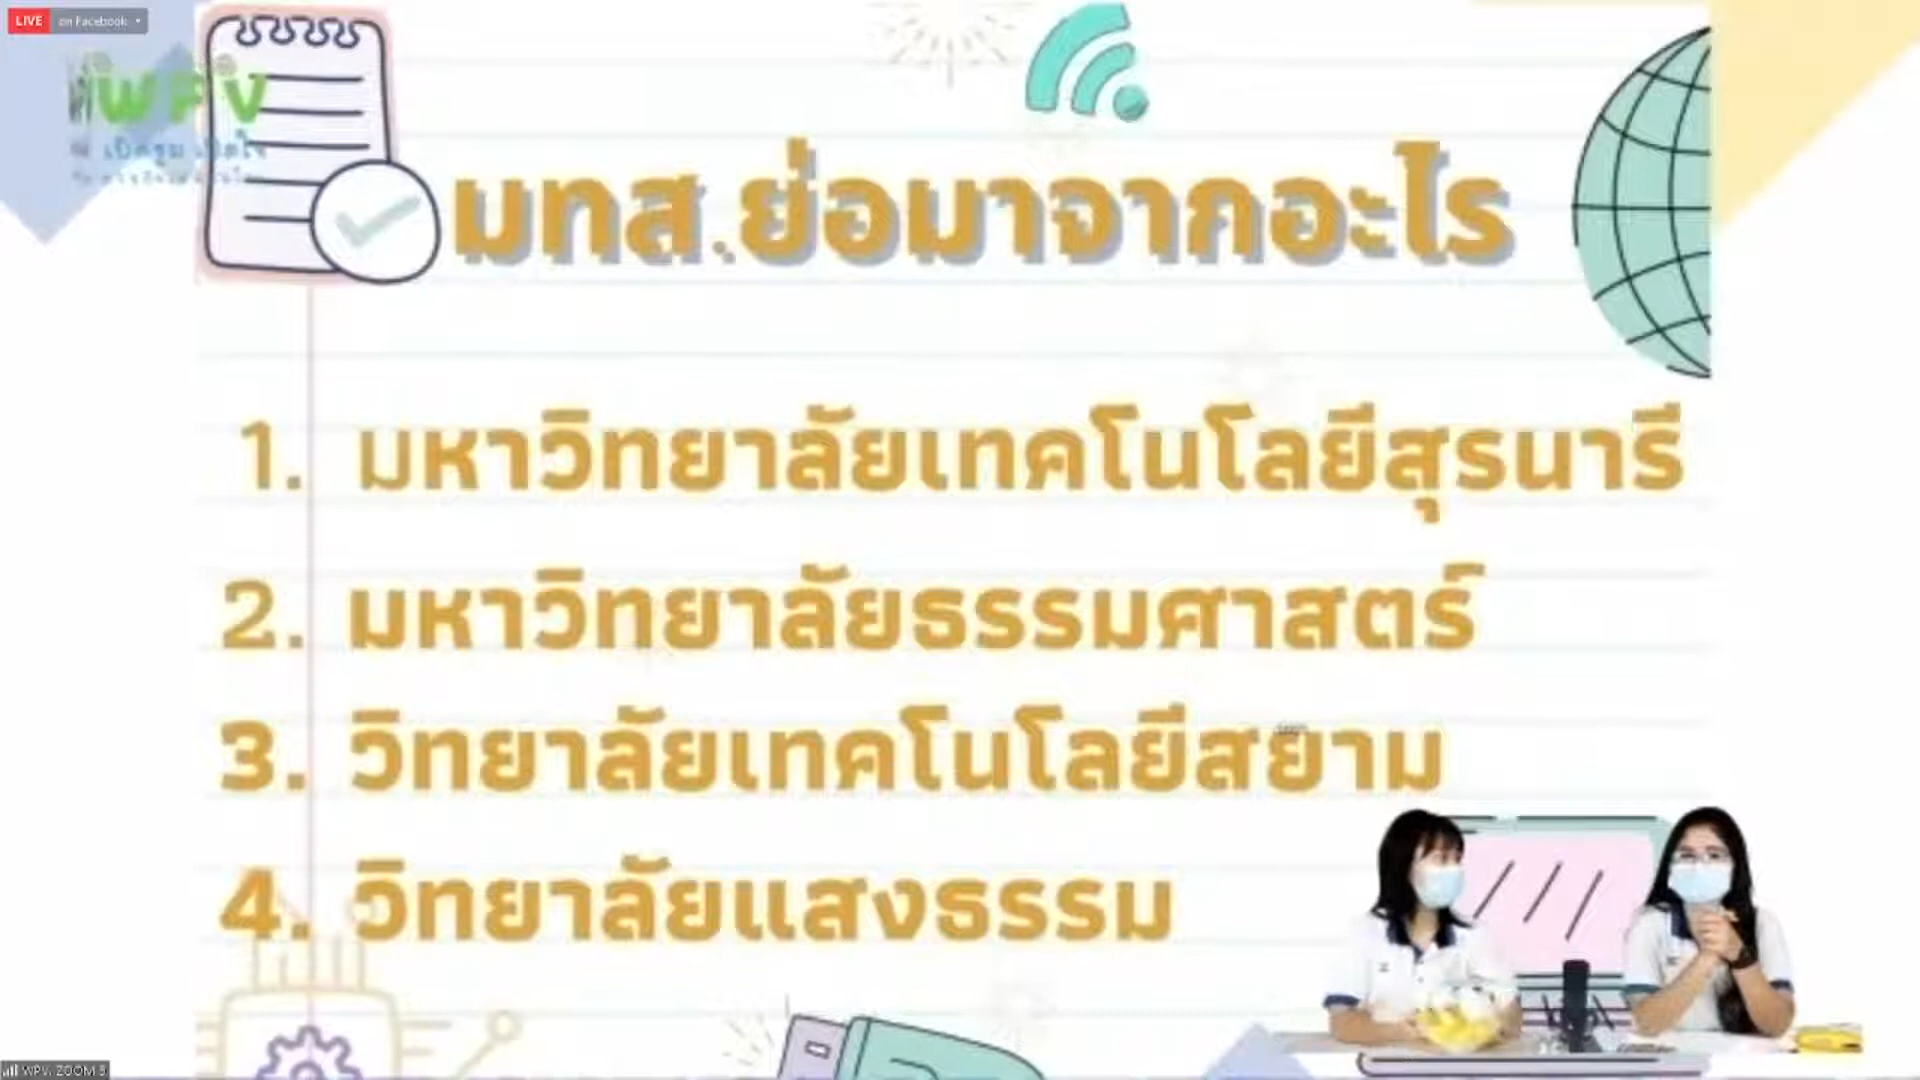 LIVE on Facebook
WPV
มทส.ย่อมาจากอะไร
1. มหาวิทยาลัยเทคโนโลยีสุรนารี
2. มหาวิทยาลัยธรรมศาสตร์
3. วิทยาลัยเทคโนโลยีสยาม
4. วิทยาลัยแสงธรรม
WPV. ZOOM 3